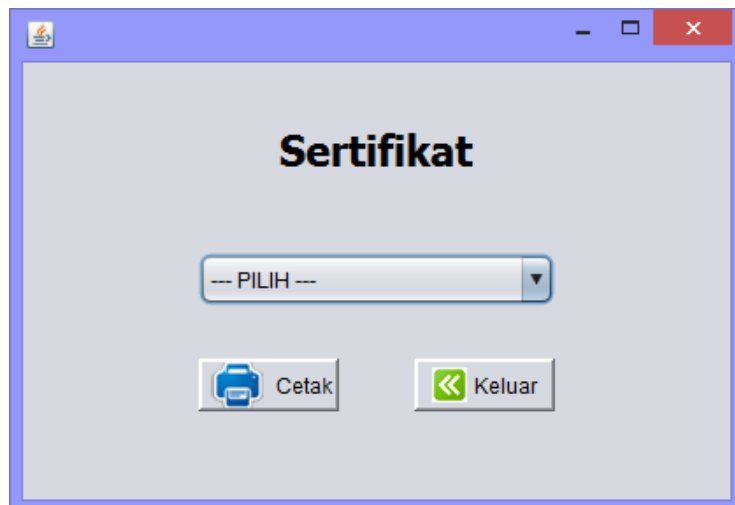 Sertifikat
--- PILIH ---
Cetak
Keluar